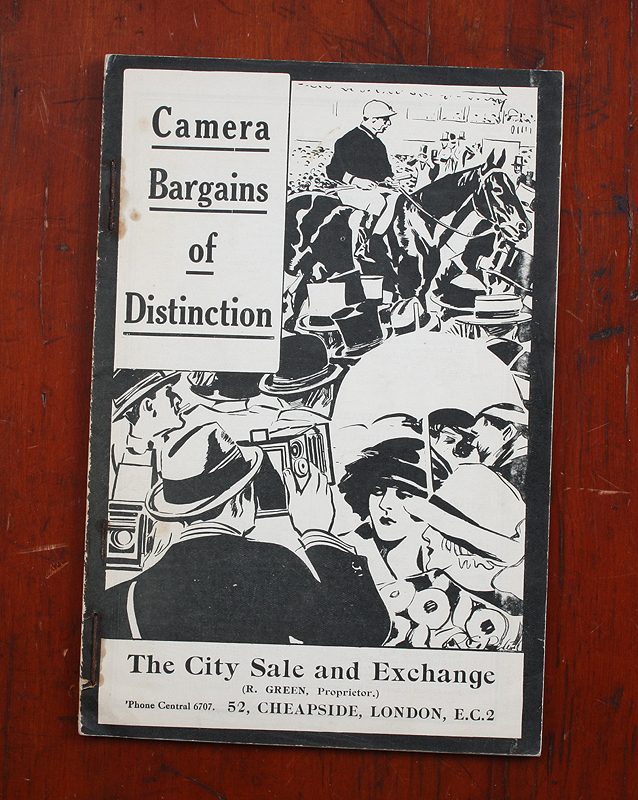 Camera
Bargains
of
Distinction
The City Sale and Exchange
(R. GREEN, Proprietor.)
'Phone Central 6707. 52, CHEAPSIDE, LONDON, E.C.2